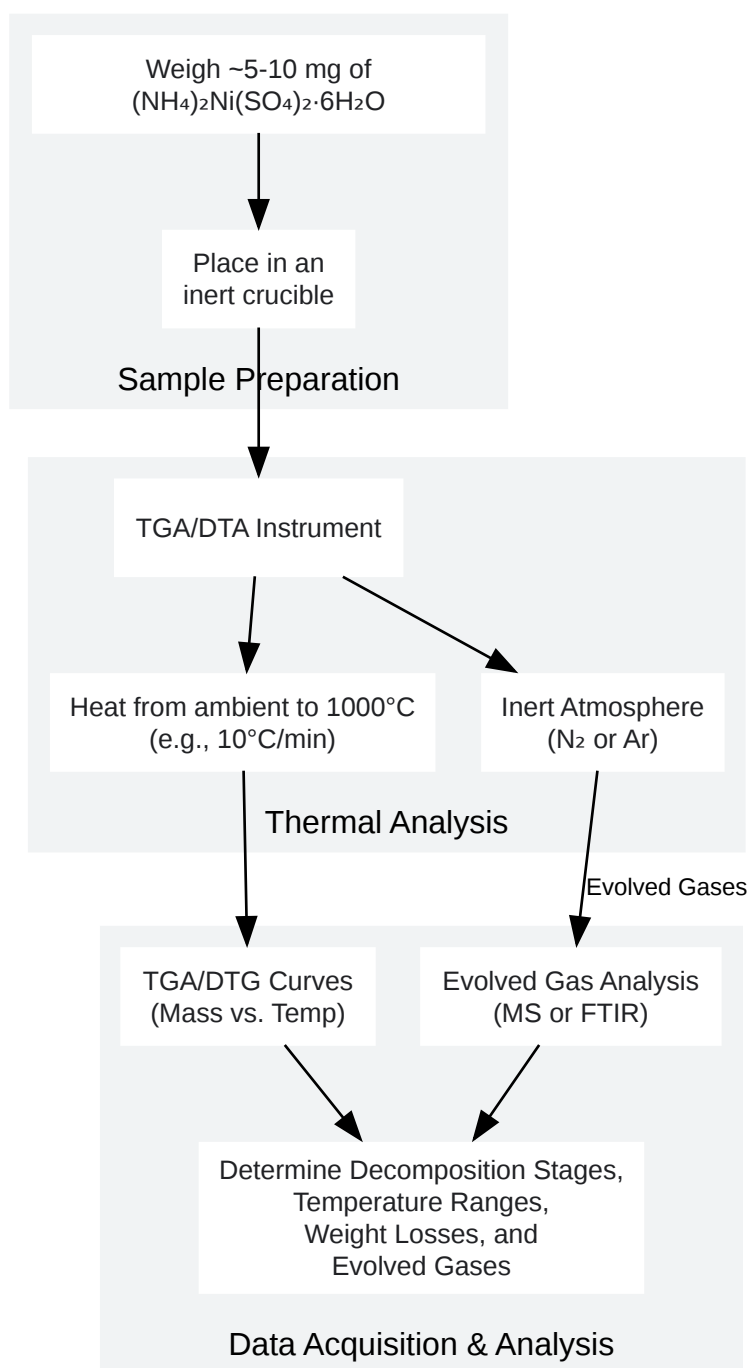 Weigh ~5-10 mg of
(NH₄)₂Ni(SO₄)₂·6H₂O
Place in an
inert crucible
Sample Preparation
TGA/DTA Instrument
Heat from ambient to 1000°C
(e.g., 10°C/min)
Inert Atmosphere
(N₂ or Ar)
Thermal Analysis
Evolved Gases
TGA/DTG Curves
(Mass vs. Temp)
Evolved Gas Analysis
(MS or FTIR)
Determine Decomposition Stages,
Temperature Ranges,
Weight Losses, and
Evolved Gases
Data Acquisition & Analysis